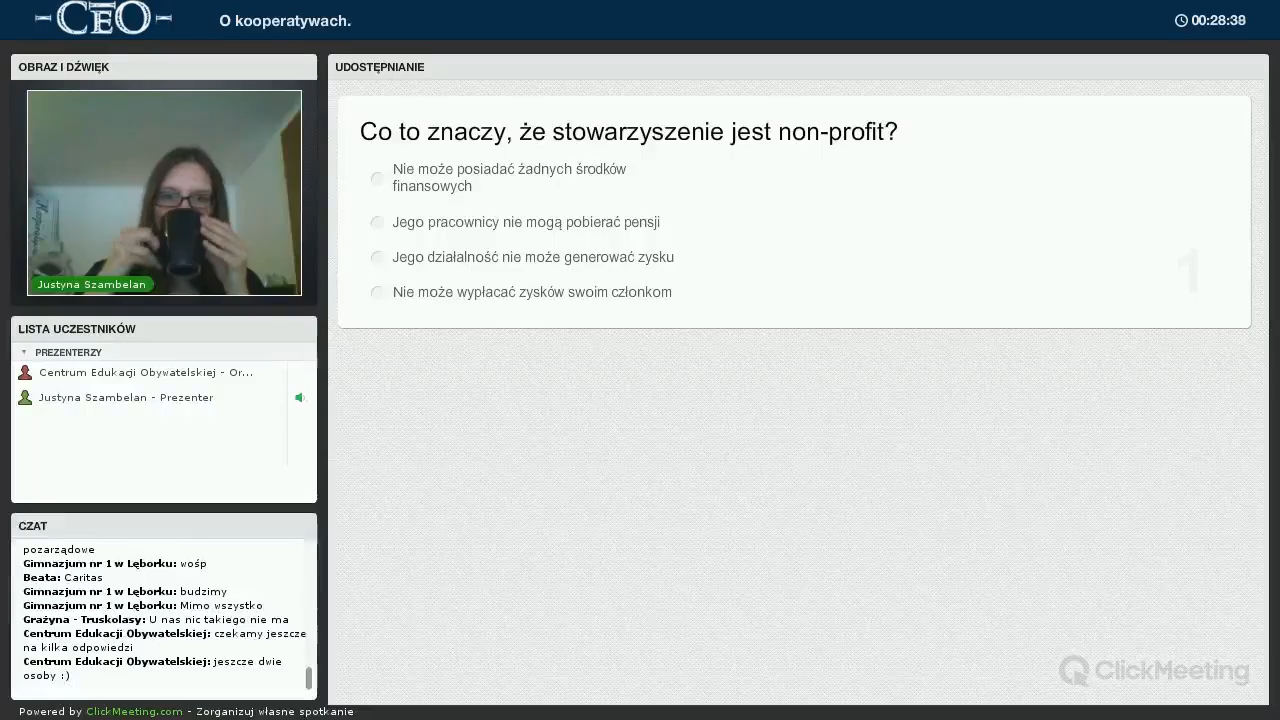 CEO
O kooperatywach.
00:28:38
OBRAZ I DŹWIĘK
Justyna Szambelan
LISTA UCZESTNIKÓW
PREZENTERZY
Centrum Edukacji Obywatelskiej - Or...
Justyna Szambelan - Prezenter
CZAT
pozarządowe
Gimnazjum nr 1 w Lęborku: wośp
Beata: Caritas
Gimnazjum nr 1 w Lęborku: budzimy
Gimnazjum nr 1 w Lęborku: Mimo wszystko
Grażyna - Truskolasy: U nas nic takiego nie ma
Centrum Edukacji Obywatelskiej: czekamy jeszcze
na kilka odpowiedzi
Centrum Edukacji Obywatelskiej: jeszcze dwie
osoby :)
UDOSTĘPNIANIE
Co to znaczy, że stowarzyszenie jest non-profit?
Nie może posiadać żadnych środków
finansowych
Jego pracownicy nie mogą pobierać pensji
Jego działalność nie może generować zysku
Nie może wypłacać zysków swoim członkom
1
ClickMeeting
Powered by ClickMeeting.com - Zorganizuj własne spotkanie